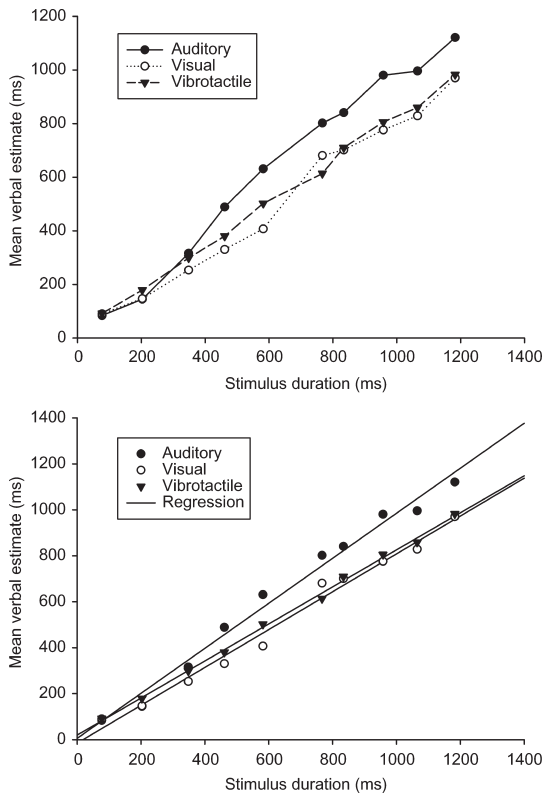 1200
1000
800
600
400
200
0
Mean verbal estimate (ms)
Auditory
Visual
Vibrotactile
0 200 400 600 800 1000 1200 1400
Stimulus duration (ms)
1400
1200
1000
800
600
400
200
0
Mean verbal estimate (ms)
Auditory
Visual
Vibrotactile
Regression
0 200 400 600 800 1000 1200 1400
Stimulus duration (ms)